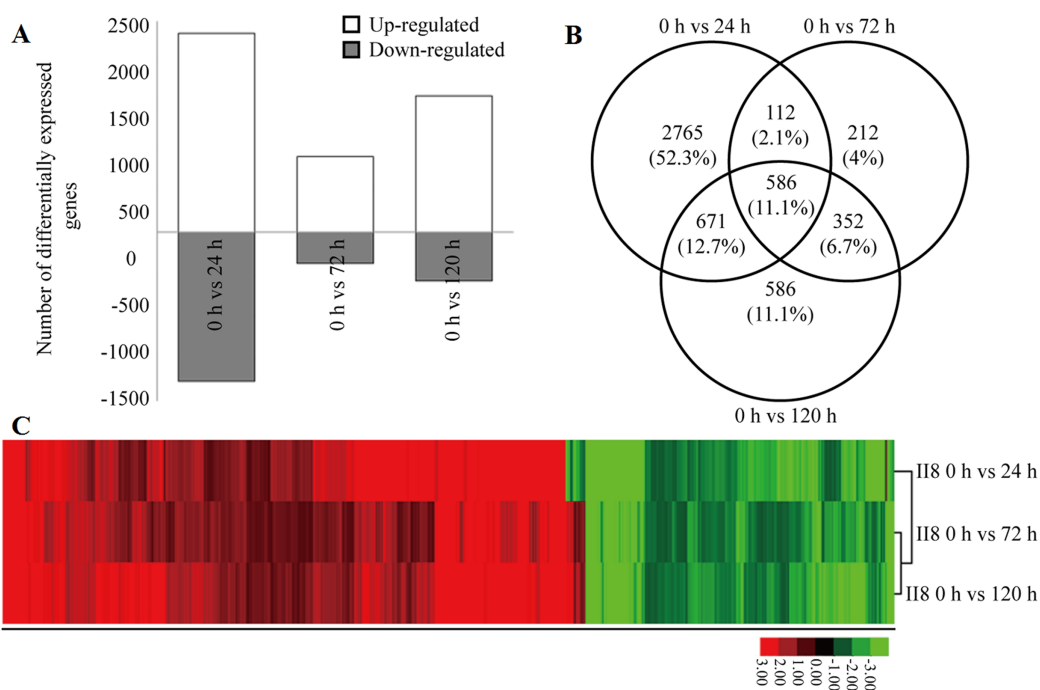 A
Number of differentially expressed
genes
2500
2000
1500
1000
500
0
-500
-1000
-1500
Up-regulated
Down-regulated
0 h vs 24 h
0 h vs 72 h
0 h vs 120 h
B
0 h vs 24 h
0 h vs 72 h
2765
(52.3%)
112
(2.1%)
212
(4%)
586
(11.1%)
671
(12.7%)
352
(6.7%)
586
(11.1%)
0 h vs 120 h
C
II8 0 h vs 24 h
II8 0 h vs 72 h
II8 0 h vs 120 h
3.00
2.00
1.00
0.00
-1.00
-2.00
-3.00